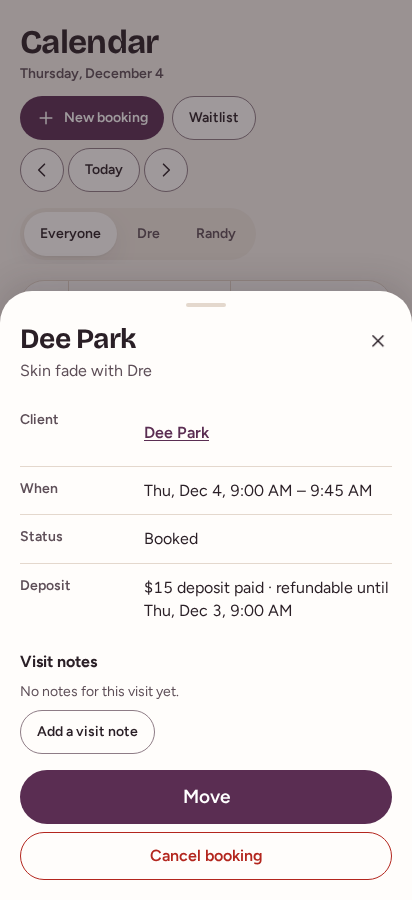 Calendar
Thursday, December 4
New booking
Waitlist
Today
Everyone
Dre
Randy
Dee Park
Skin fade with Dre
Client
Dee Park
When
Thu, Dec 4, 9:00 AM – 9:45 AM
Status
Booked
Deposit
$15 deposit paid · refundable until
Thu, Dec 3, 9:00 AM
Visit notes
No notes for this visit yet.
Add a visit note
Move
Cancel booking